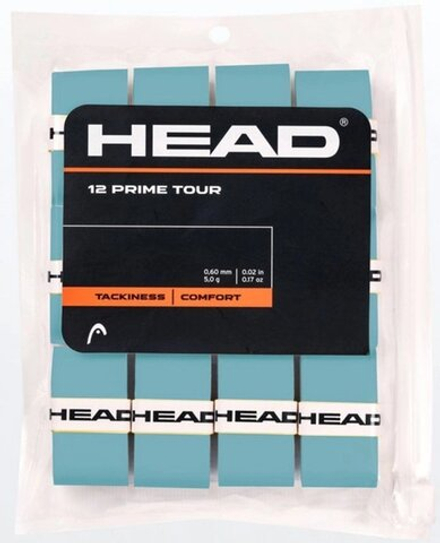 HEAD®
12 PRIME TOUR
0,60 mm | 0.02 in
5,0 g | 0.17 oz
TACKINESS | COMFORT
HEAD HEAD HEAD HEAD